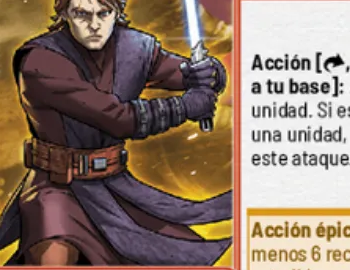 Acción [↷,
a tu base]:
unidad. Si es
una unidad,
este ataque
Acción épic
menos 6 rec